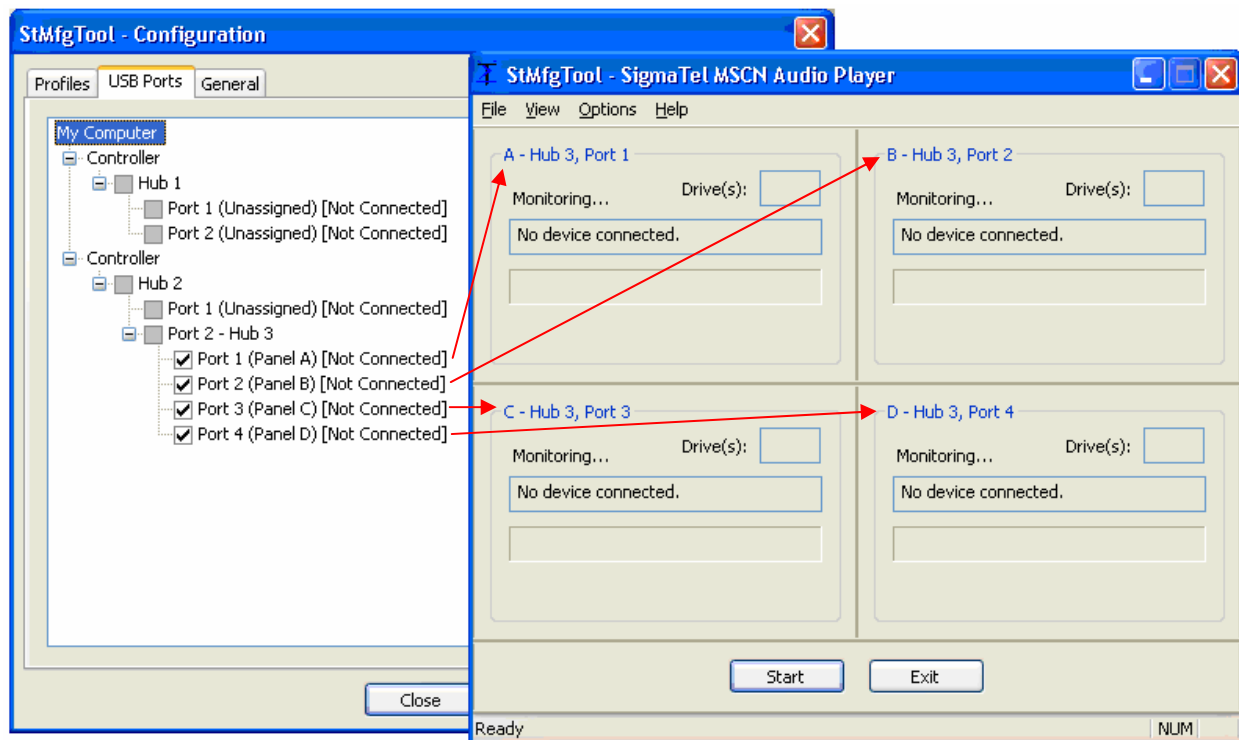 StMfgTool - Configuration
Profiles USB Ports General
My Computer
Controller
Hub 1
Port 1 (Unassigned) [Not Connected]
Port 2 (Unassigned) [Not Connected]
Controller
Hub 2
Port 1 (Unassigned) [Not Connected]
Port 2 - Hub 3
Port 1 (Panel A) [Not Connected]
Port 2 (Panel B) [Not Connected]
Port 3 (Panel C) [Not Connected]
Port 4 (Panel D) [Not Connected]
Close
StMfgTool - SigmaTel MSCN Audio Player
File View Options Help
A - Hub 3, Port 1
Monitoring... Drive(s):
No device connected.
B - Hub 3, Port 2
Monitoring... Drive(s):
No device connected.
C - Hub 3, Port 3
Monitoring... Drive(s):
No device connected.
D - Hub 3, Port 4
Monitoring... Drive(s):
No device connected.
Start Exit
Ready NUM